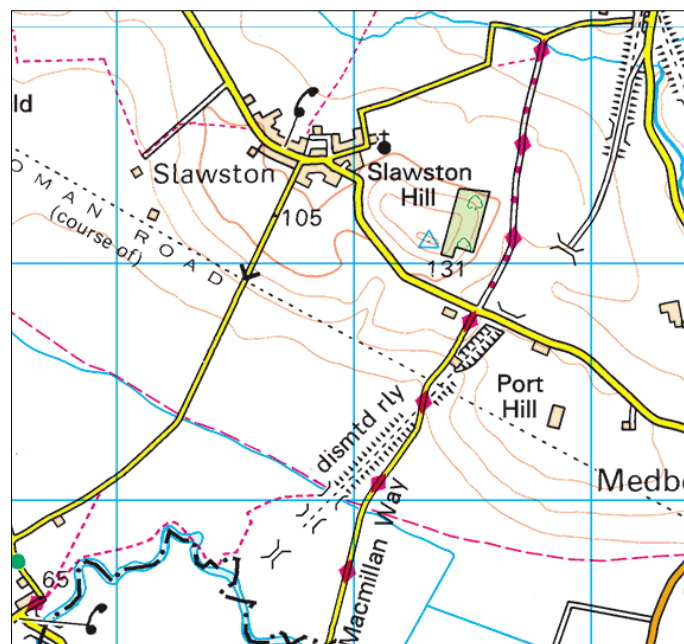 ld
Slawston
Slawston
Hill
OMAN ROAD
(course of)
105
131
Port
Hill
dismtd rly
Medb
Macmillan Way
65